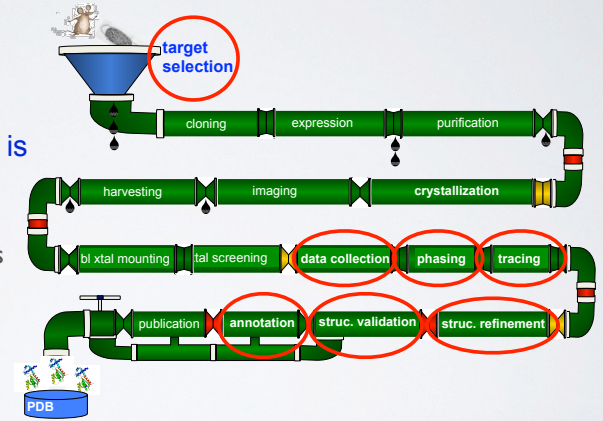 target
selection
cloning expression purification
is
harvesting imaging crystallization
s
bl xtal mounting tal screening data collection phasing tracing
publication annotation struc. validation struc. refinement
PDB